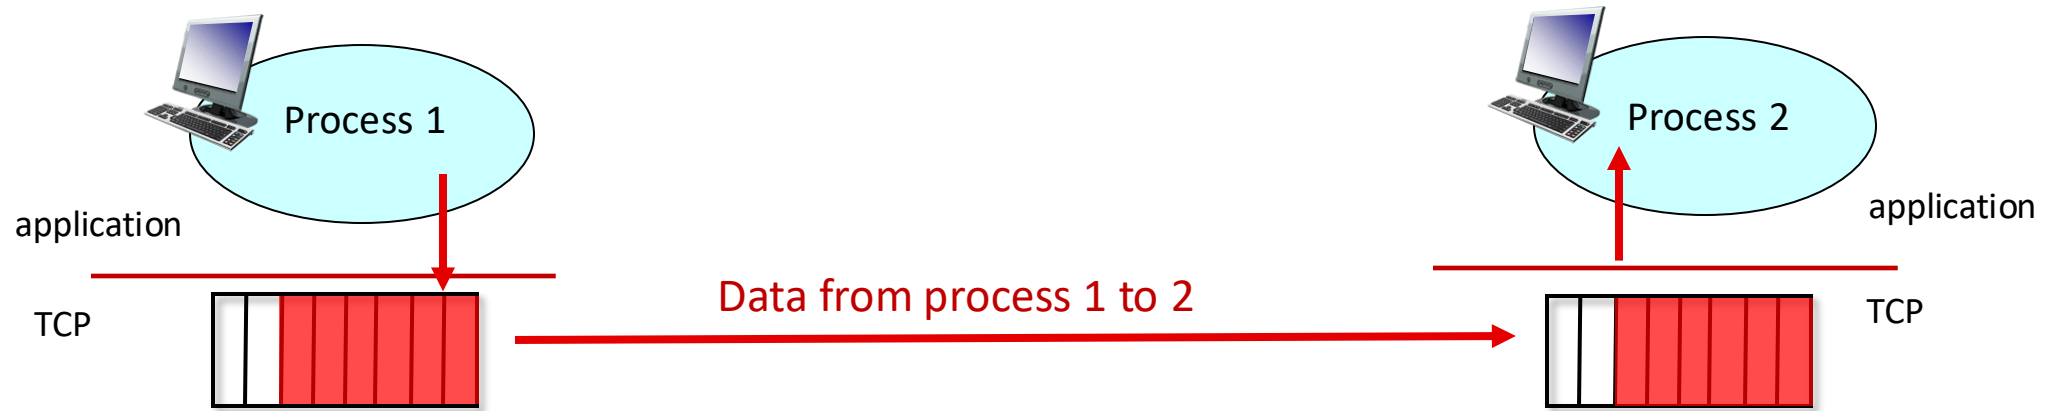 Process 1
Process 2
application
application
Data from process 1 to 2
TCP
TCP